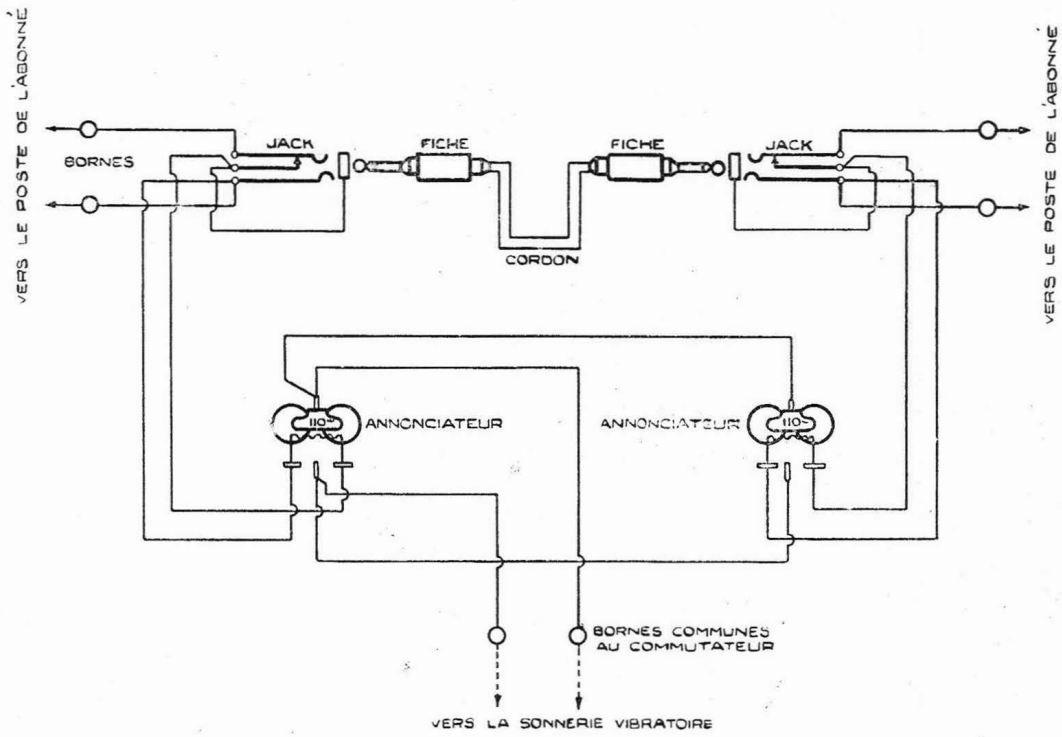 VERS LE POSTE DE L'ABONNÉ
BORNES
JACK
FICHE
FICHE
JACK
VERS LE POSTE DE L'ABONNÉ
CORDON
110~
ANNONCIATEUR
ANNONCIATEUR
110~
BORNES COMMUNES
AU COMMUTATEUR
VERS LA SONNERIE VIBRATOIRE